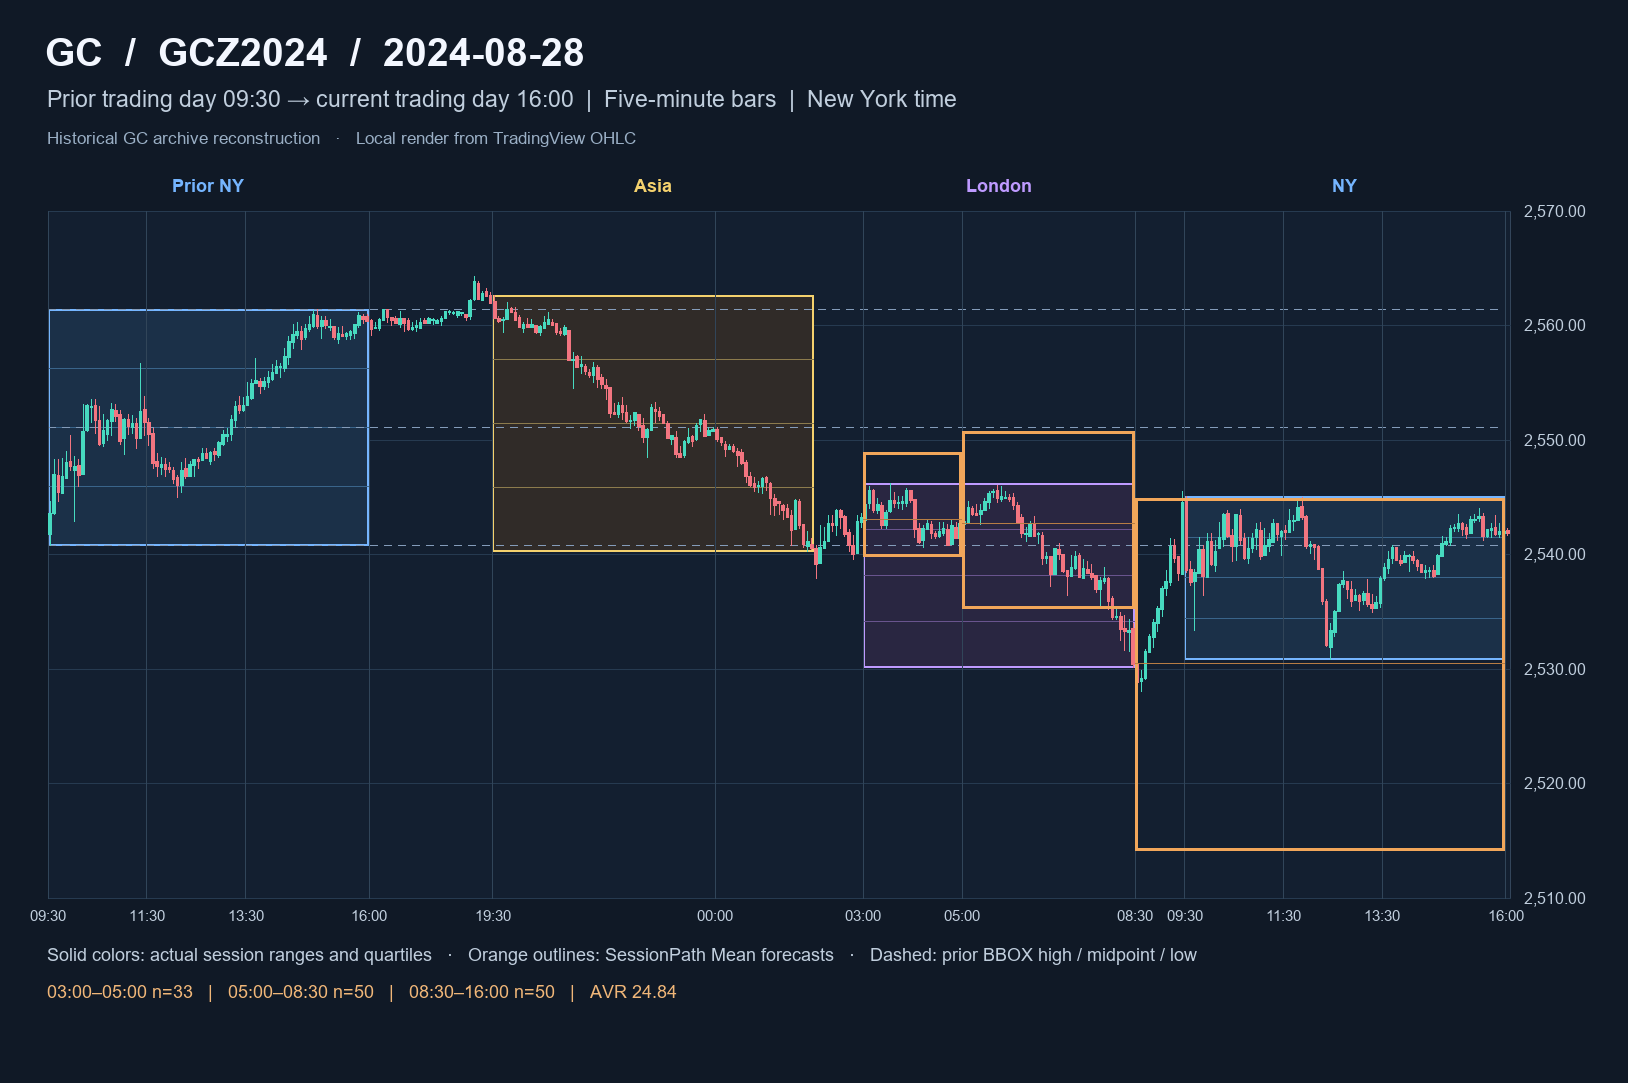 GC / GCZ2024 / 2024-08-28
Prior trading day 09:30 → current trading day 16:00 | Five-minute bars | New York time
Historical GC archive reconstruction · Local render from TradingView OHLC
Prior NY Asia London NY
2,570.00
2,560.00
2,550.00
2,540.00
2,530.00
2,520.00
2,510.00
09:30 11:30 13:30 16:00 19:30 00:00 03:00 05:00 08:30 09:30 11:30 13:30 16:00
Solid colors: actual session ranges and quartiles · Orange outlines: SessionPath Mean forecasts · Dashed: prior BBOX high / midpoint / low
03:00–05:00 n=33 | 05:00–08:30 n=50 | 08:30–16:00 n=50 | AVR 24.84